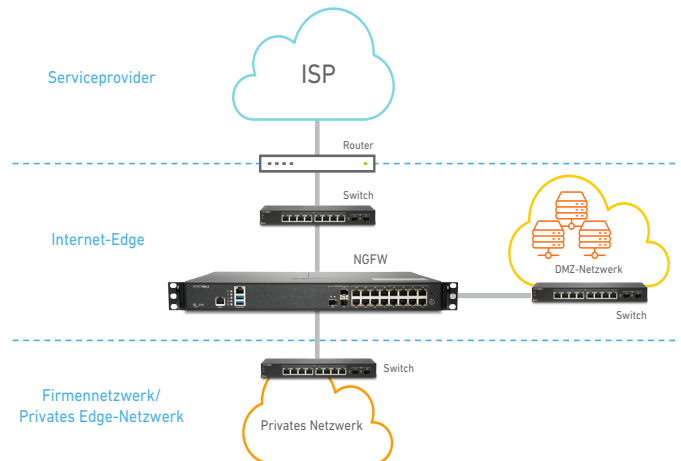 ISP
Serviceprovider
Router
Switch
Internet-Edge
NGFW
DMZ-Netzwerk
Switch
Switch
Firmennetzwerk/
Privates Edge-Netzwerk
Privates Netzwerk